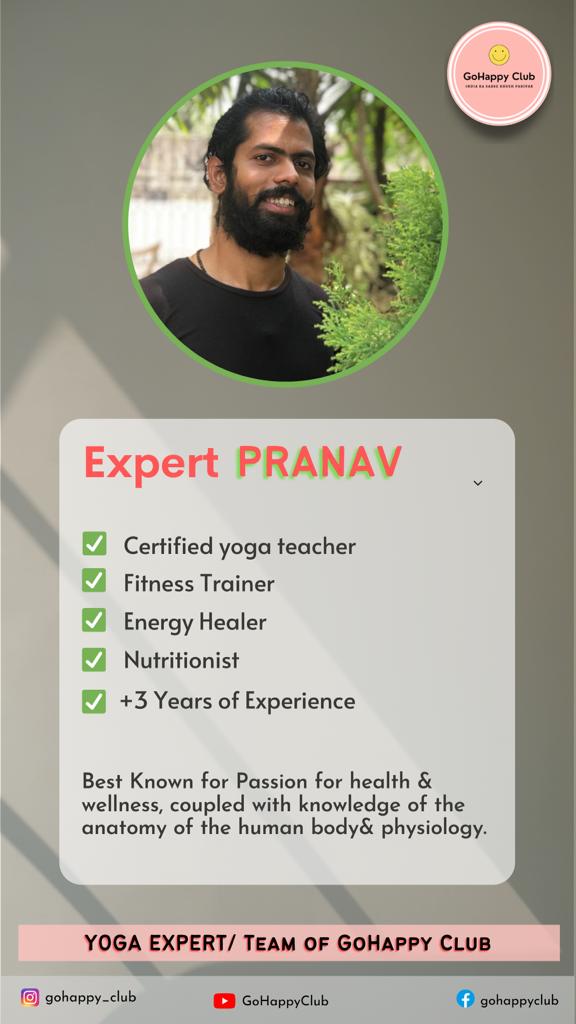 GoHappy Club
INDIA KA SABSE KHUSH PARIVAR
Expert PRANAV
Certified yoga teacher
Fitness Trainer
Energy Healer
Nutritionist
+3 Years of Experience
Best Known for Passion for health &
wellness, coupled with knowledge of the
anatomy of the human body& physiology.
YOGA EXPERT/ TEAM OF GOHAPPY CLUB
gohappy_club
GoHappyClub
gohappyclub